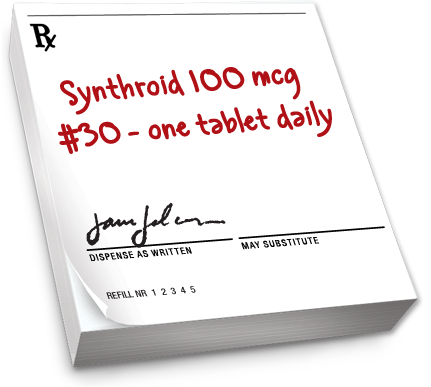 Rx
Synthroid 100 mcg
#30 - one tablet daily
DISPENSE AS WRITTEN
MAY SUBSTITUTE
REFILL NR 1 2 3 4 5